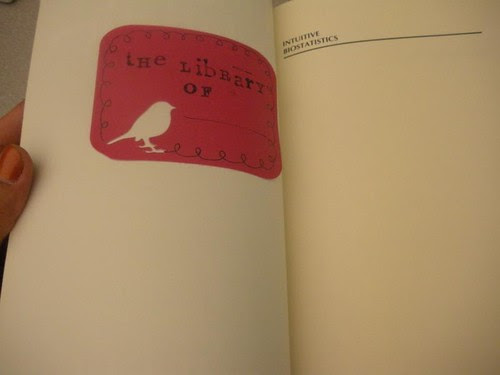 the LibRARY
OF
INTUITIVE
BIOSTATISTICS